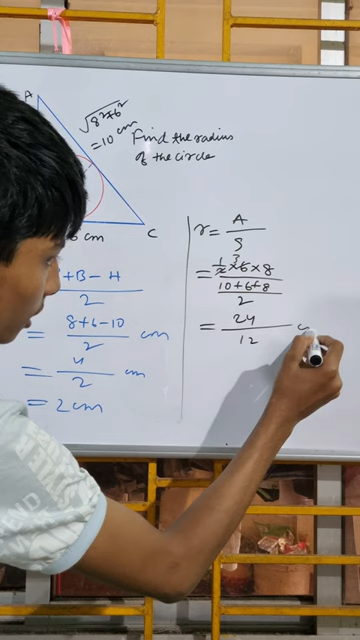 A
√8²+6²
= 10 cm
Find the radius
of the circle
6 cm
C
+ B – H
2
= 8+6-10 cm
2
= 4 cm
2
= 2 cm
r = A
S
= 1/2 × 6 × 8
3
10+6+8
2
= 24
12